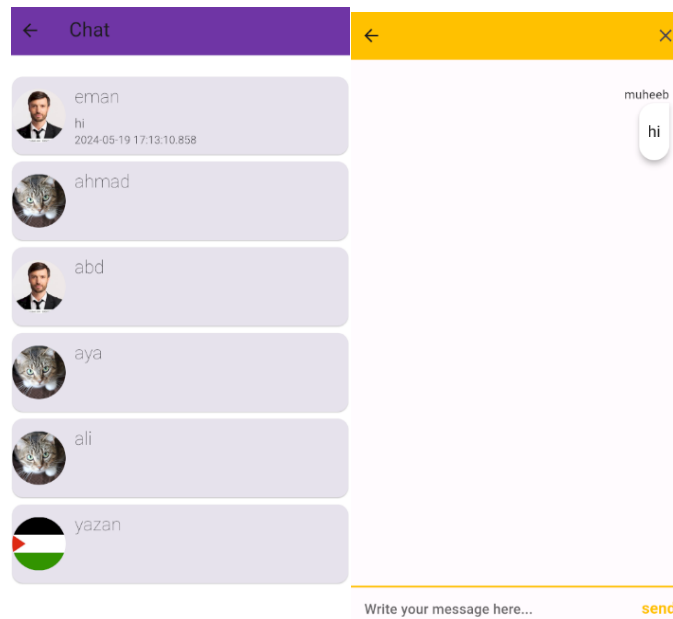 Chat
eman
hi
2024-05-19 17:13:10.858
ahmad
abd
aya
ali
yazan
muheeb
hi
Write your message here...
send